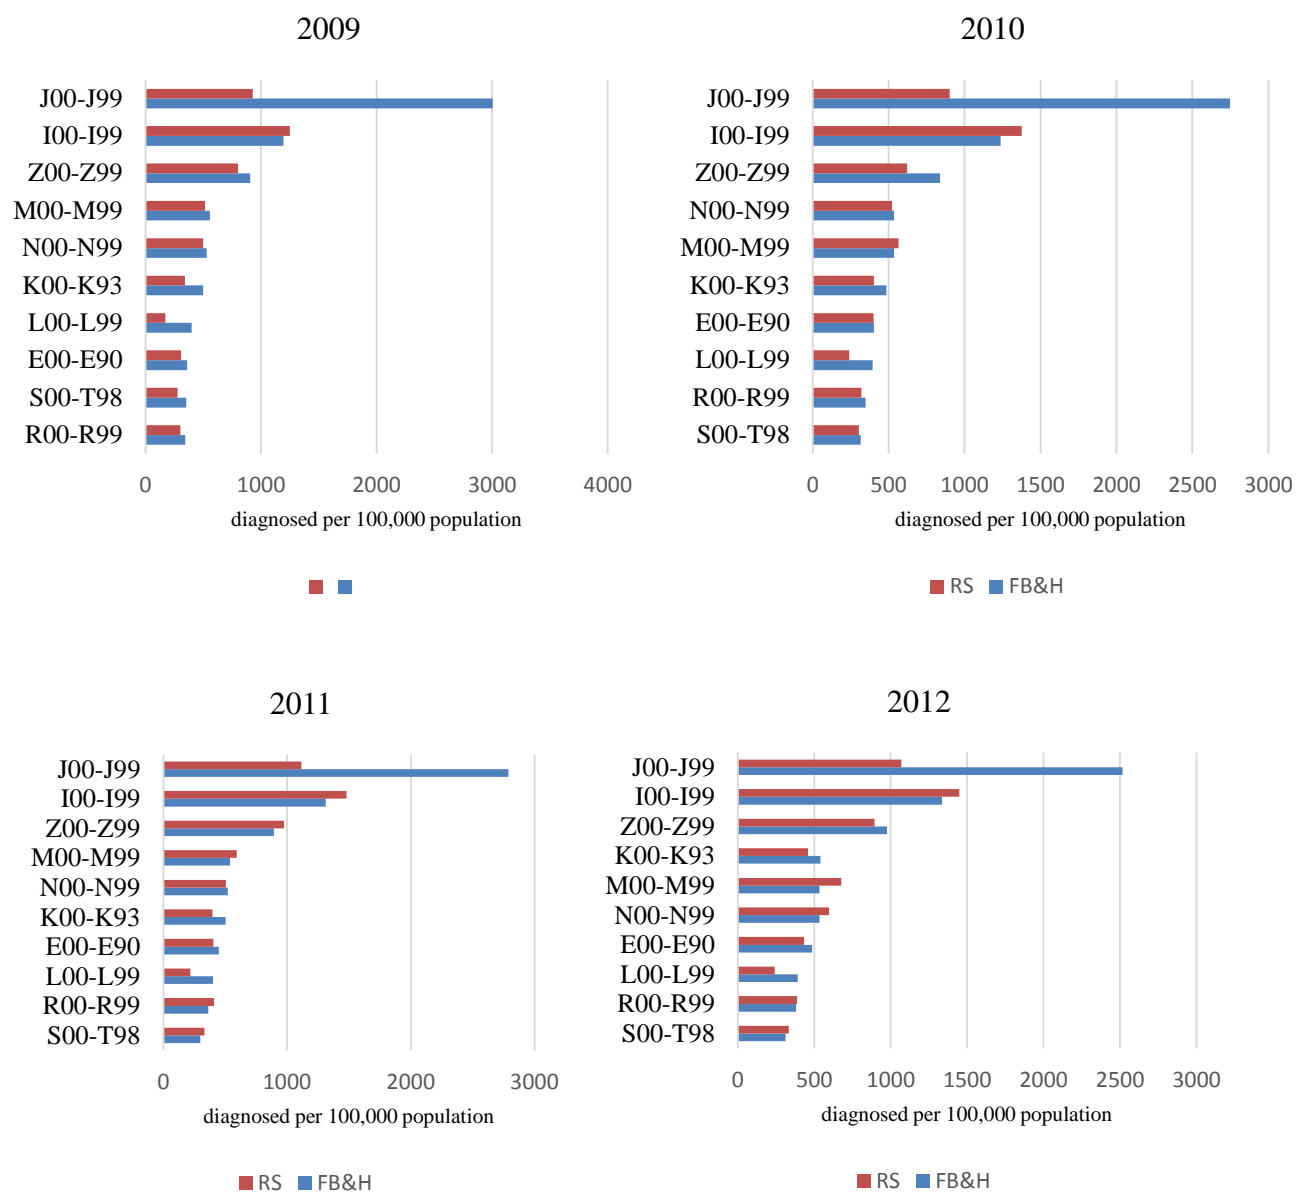 2009
J00-J99
I00-I99
Z00-Z99
M00-M99
N00-N99
K00-K93
L00-L99
E00-E90
S00-T98
R00-R99
0 1000 2000 3000 4000
diagnosed per 100,000 population
2010
J00-J99
I00-I99
Z00-Z99
N00-N99
M00-M99
K00-K93
E00-E90
L00-L99
R00-R99
S00-T98
0 500 1000 1500 2000 2500 3000
diagnosed per 100,000 population
RS FB&H
2011
J00-J99
I00-I99
Z00-Z99
M00-M99
N00-N99
K00-K93
E00-E90
L00-L99
R00-R99
S00-T98
0 1000 2000 3000
diagnosed per 100,000 population
RS FB&H
2012
J00-J99
I00-I99
Z00-Z99
K00-K93
M00-M99
N00-N99
E00-E90
L00-L99
R00-R99
S00-T98
0 500 1000 1500 2000 2500 3000
diagnosed per 100,000 population
RS FB&H